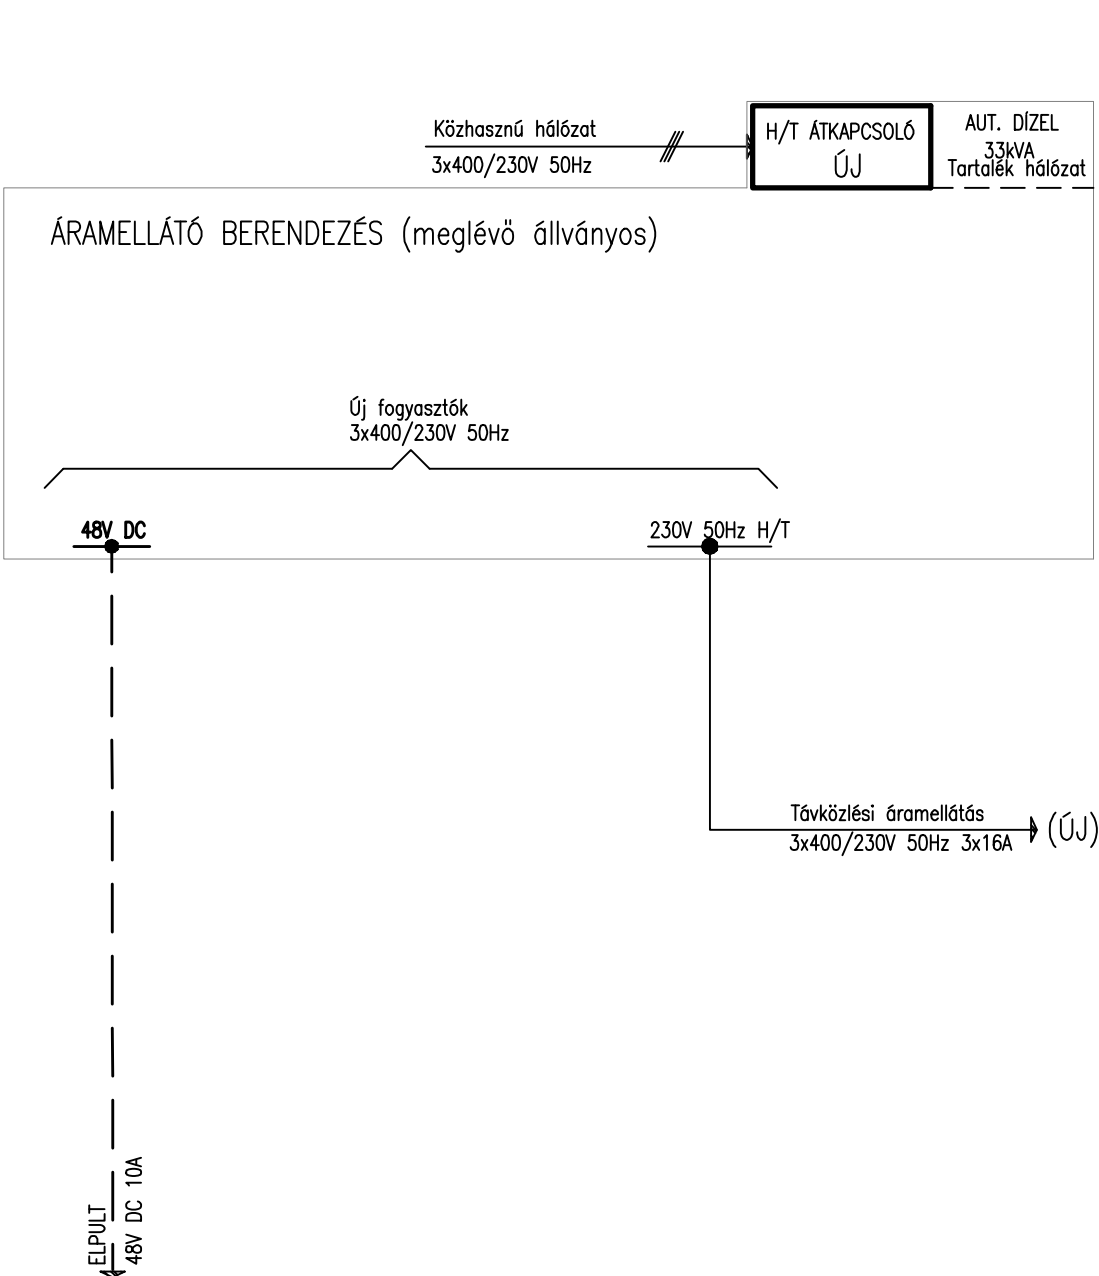 Közhasznú hálózat
3x400/230V 50Hz
H/T ÁTKAPCSOLÓ
ÚJ
AUT. DÍZEL
33kVA
Tartalék hálózat
ÁRAMELLÁTÓ BERENDEZÉS (meglévö állványos)
Új fogyasztók
3x400/230V 50Hz
48V DC
230V 50Hz H/T
Távközlési áramellátás
3x400/230V 50Hz 3x16A
(ÚJ)
ELPULT
48V DC 10A